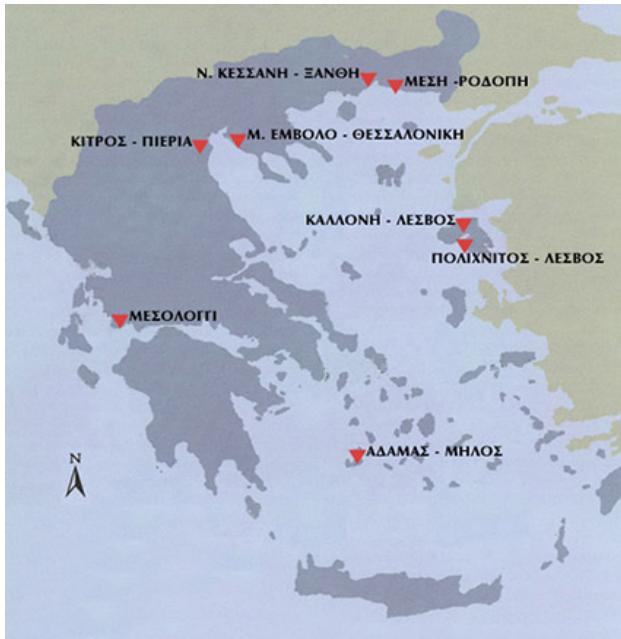 Ν. ΚΕΣΣΑΝΗ - ΞΑΝΘΗ
ΜΕΣΗ -ΡΟΔΟΠΗ
ΚΙΤΡΟΣ - ΠΙΕΡΙΑ
Μ. ΕΜΒΟΛΟ - ΘΕΣΣΑΛΟΝΙΚΗ
ΚΑΛΛΟΝΗ - ΛΕΣΒΟΣ
ΠΟΛΙΧΝΙΤΟΣ - ΛΕΣΒΟΣ
ΜΕΣΟΛΟΓΓΙ
ΑΔΑΜΑΣ - ΜΗΛΟΣ
N